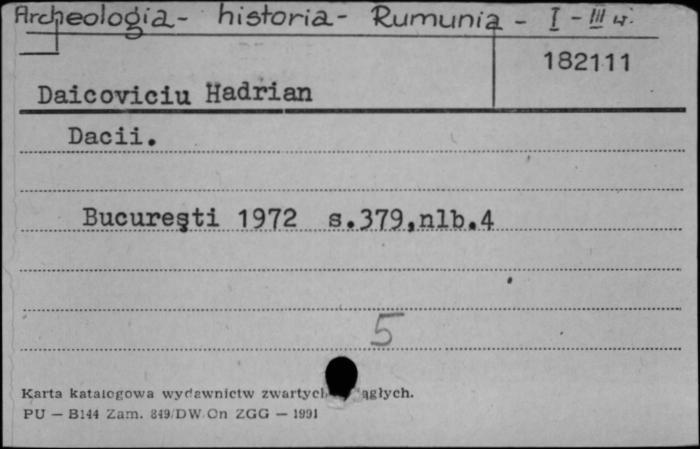 Archeologia - historia - Rumunia - I - III w.
182111
Daicoviciu Hadrian
Dacii.
Bucureşti 1972 s.379,nlb.4
5
Karta katalogowa wydawnictw zwartych ągłych.
PU — B144 Zam. 849/DW/On ZGG — 1991